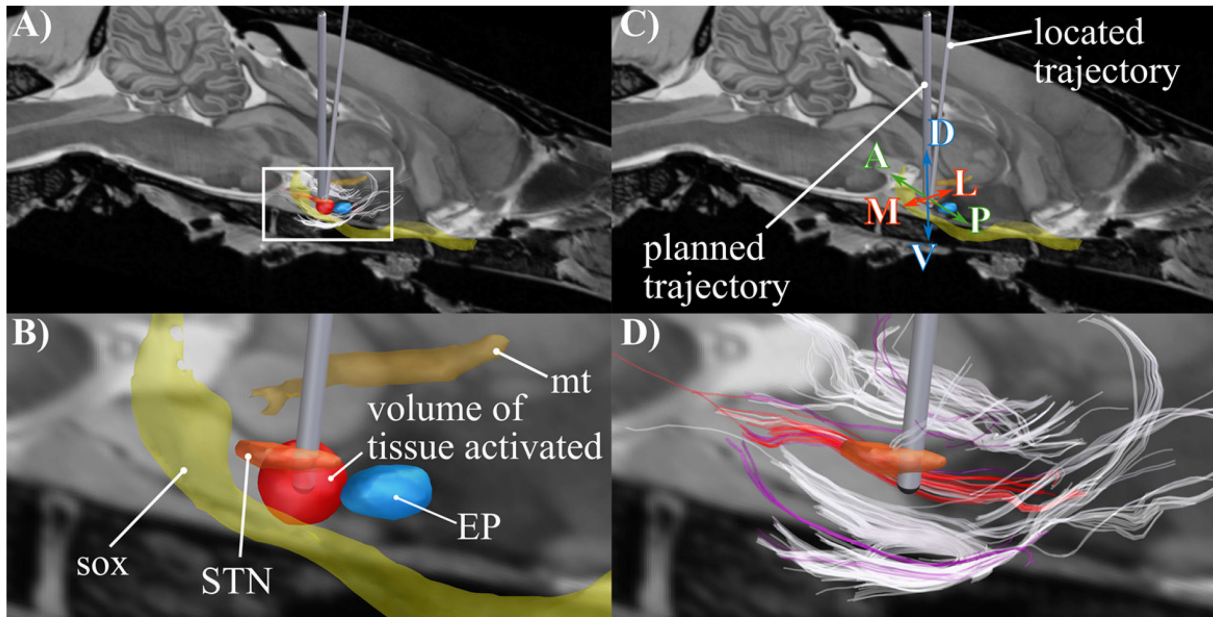 A)
C)
located
trajectory
D
A
L
M
P
V
planned
trajectory
B)
mt
volume of
tissue activated
EP
sox
STN
D)